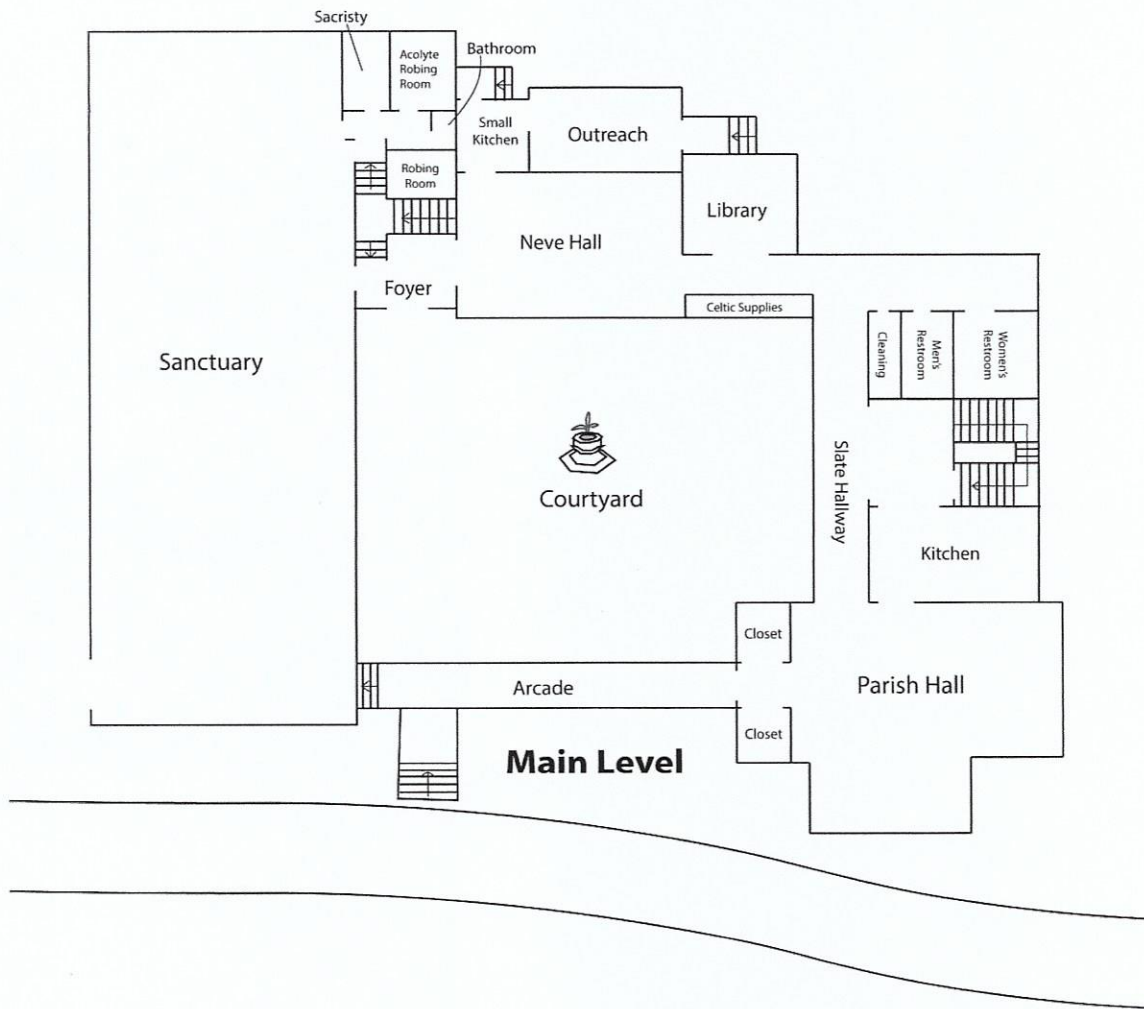 Sacristy
Acolyte
Robing
Room
Bathroom
Small
Kitchen
Outreach
Robing
Room
Library
Neve Hall
Foyer
Celtic Supplies
Cleaning
Men's
Restroom
Women's
Restroom
Sanctuary
Slate Hallway
Courtyard
Kitchen
Closet
Arcade
Parish Hall
Closet
Main Level